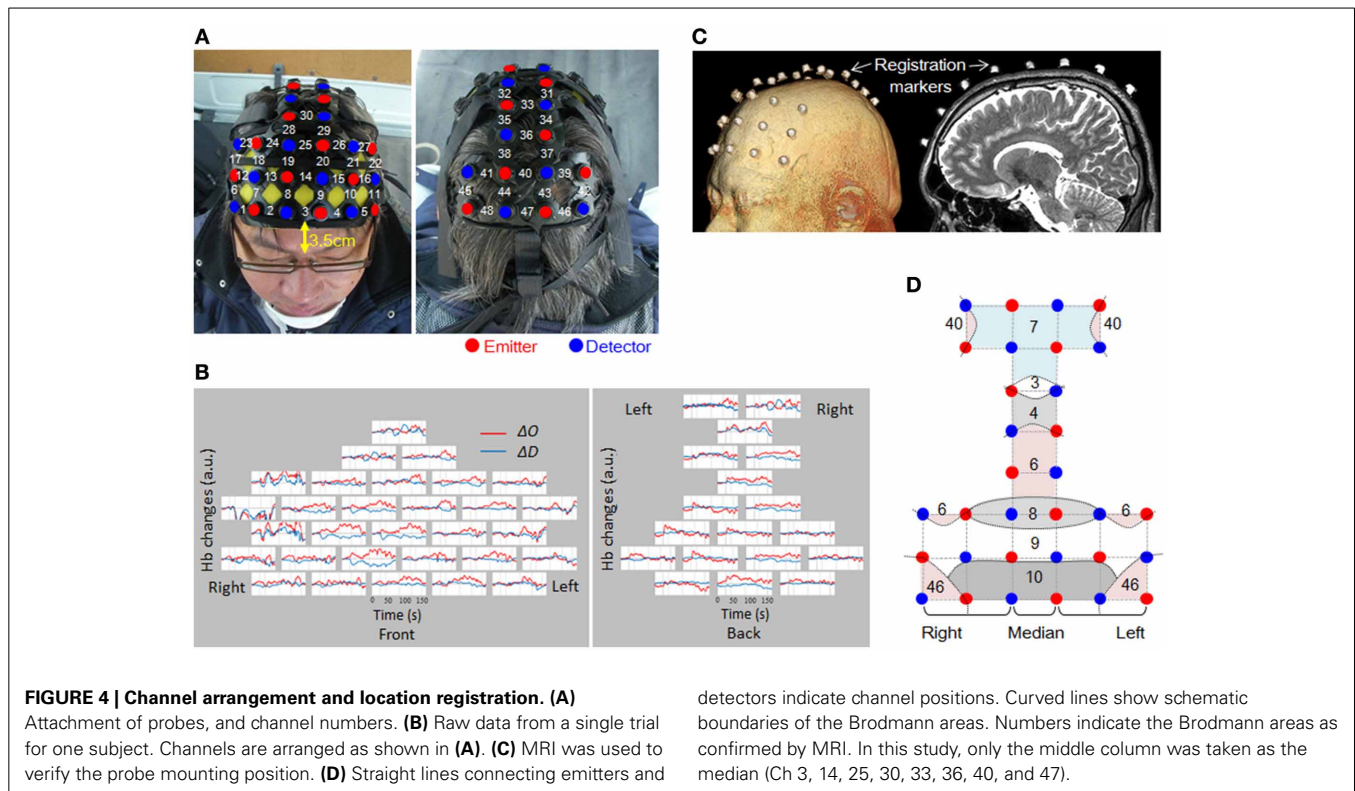 A
30
28 29
23 24 25 26 27
17 18 19 20 21 22
12 13 14 15 16
6 7 8 9 10 11
1 2 3 4 5
3.5cm
32 31
33
35 34
36
38 37
41 40 39
45 44 43 42
48 47 46
Emitter Detector
B
Hb changes (a.u.)
ΔO
ΔD
Right Left
0 50 100 150
Time (s)
Front
Left Right
Hb changes (a.u.)
0 50 100 150
Time (s)
Back
C
Registration
markers
D
40 7 40
3
4
6
6 8 6
9
46 10 46
Right Median Left
FIGURE 4 | Channel arrangement and location registration. (A)
Attachment of probes, and channel numbers. (B) Raw data from a single trial
for one subject. Channels are arranged as shown in (A). (C) MRI was used to
verify the probe mounting position. (D) Straight lines connecting emitters and
detectors indicate channel positions. Curved lines show schematic
boundaries of the Brodmann areas. Numbers indicate the Brodmann areas as
confirmed by MRI. In this study, only the middle column was taken as the
median (Ch 3, 14, 25, 30, 33, 36, 40, and 47).